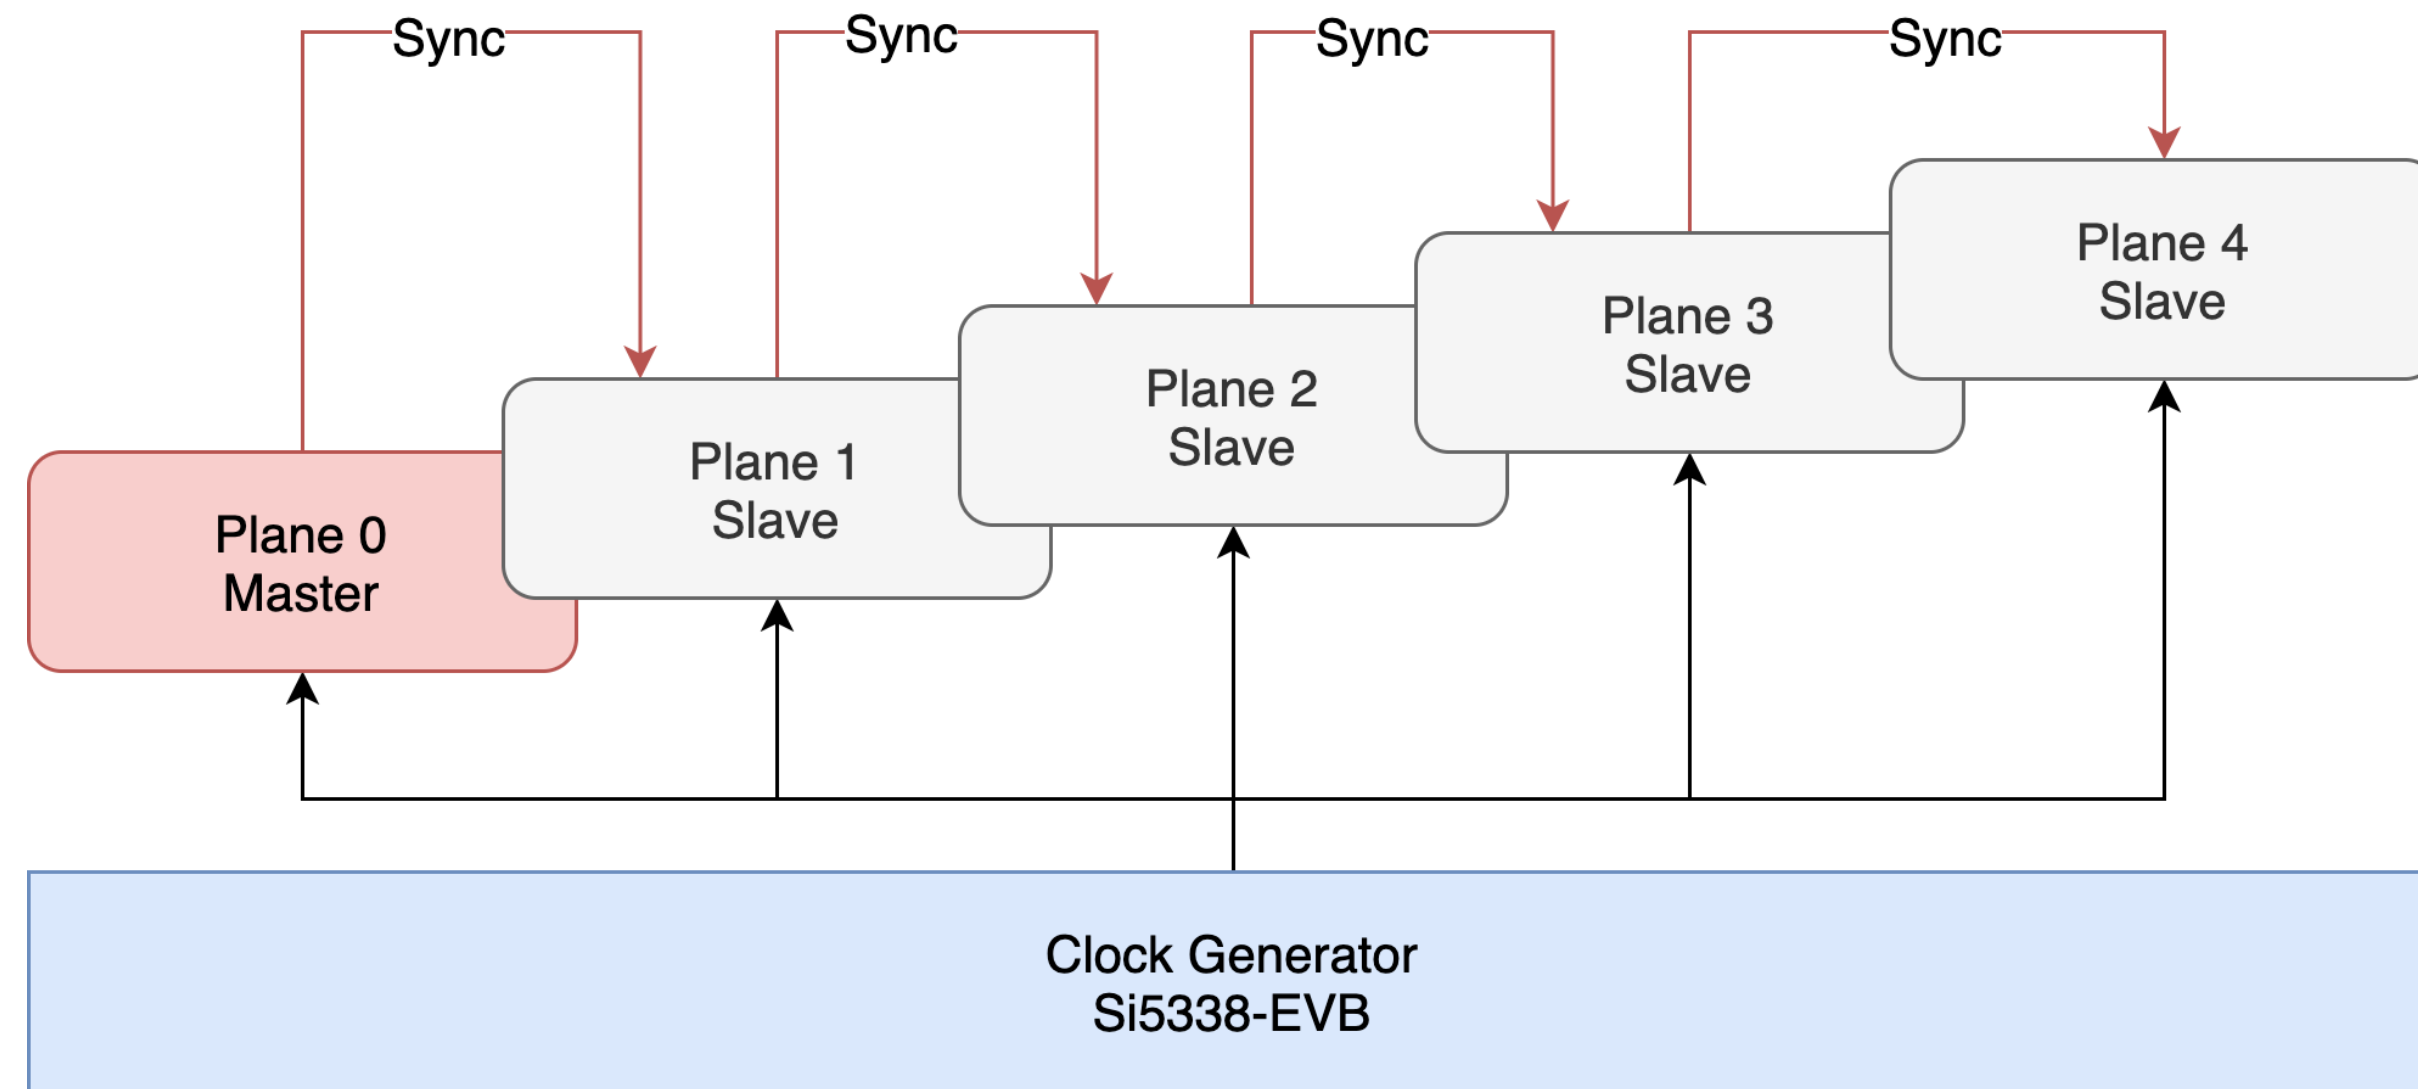 Sync
Sync
Sync
Sync
Plane 4
Slave
Plane 3
Slave
Plane 2
Slave
Plane 1
Slave
Plane 0
Master
Clock Generator
Si5338-EVB